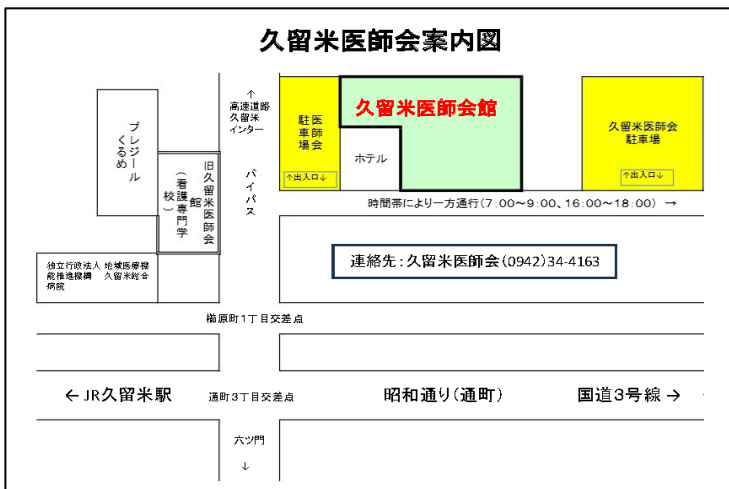 久留米医師会案内図
プレジール
くるめ
旧久留米医師会
館
(看護専門学
校)
↑
高速道路
久留米
インター
バイパス
医師会
駐車場
↑出入口↓
久留米医師会館
ホテル
久留米医師会
駐車場
↑出入口↓
時間帯により一方通行(7:00~9:00、16:00~18:00) →
独立行政法人 地域医療機
能推進機構 久留米総合
病院
連絡先:久留米医師会(0942)34-4163
櫛原町1丁目交差点
← JR久留米駅
通町3丁目交差点
昭和通り(通町)
国道3号線 →
六ツ門
↓